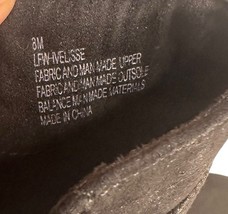 8M
LFW-IVELISSE
FABRIC AND MAN MADE UPPER
FABRIC AND MAN MADE OUTSOLE
BALANCE MAN MADE MATERIALS
MADE IN CHINA